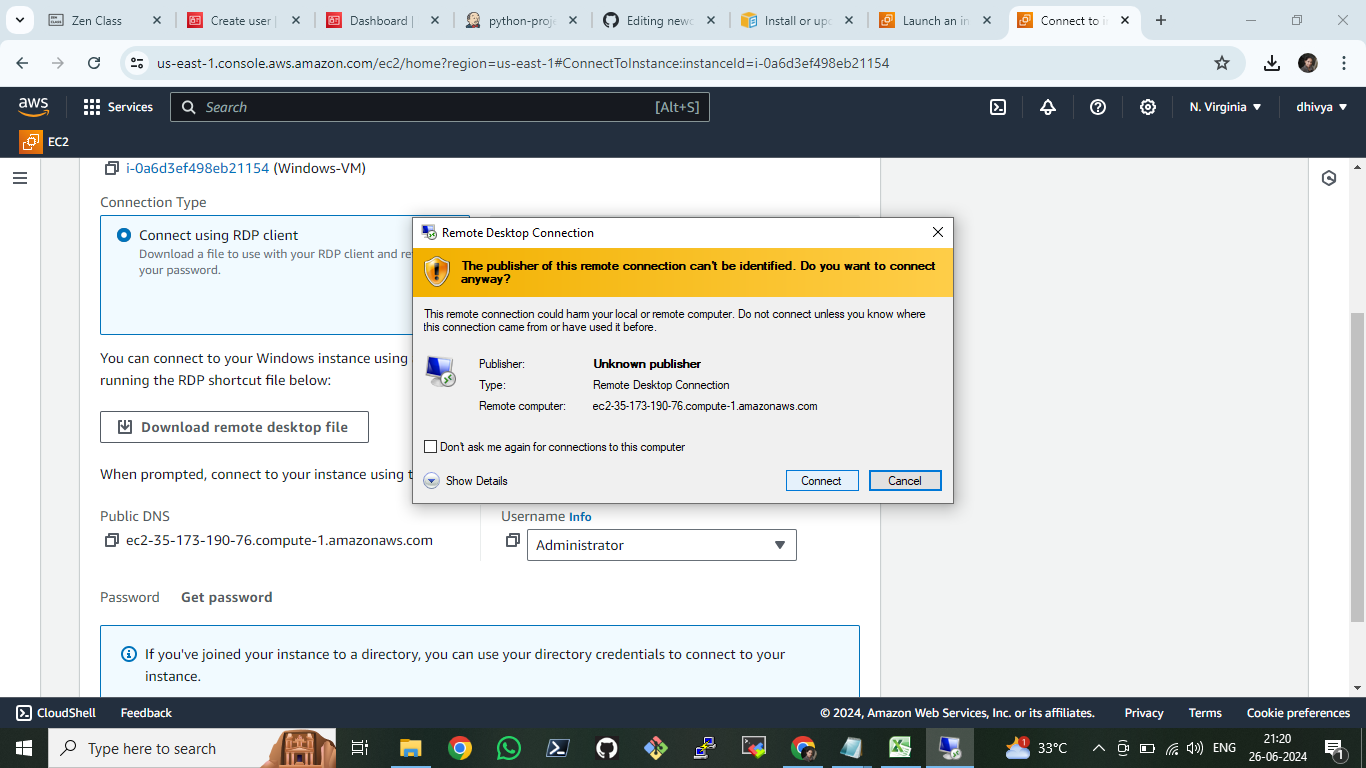 Zen Class
Create user |
Dashboard |
python-proje
Editing newc
Install or upc
Launch an in
Connect to in
us-east-1.console.aws.amazon.com/ec2/home?region=us-east-1#ConnectToInstance:instanceId=i-0a6d3ef498eb21154
aws
Services
Search
[Alt+S]
N. Virginia
dhivya
EC2
i-0a6d3ef498eb21154 (Windows-VM)
Connection Type
Connect using RDP client
Download a file to use with your RDP client and re
your password.
You can connect to your Windows instance using
running the RDP shortcut file below:
Download remote desktop file
When prompted, connect to your instance using t
Remote Desktop Connection
The publisher of this remote connection can't be identified. Do you want to connect
anyway?
This remote connection could harm your local or remote computer. Do not connect unless you know where
this connection came from or have used it before.
Publisher: Unknown publisher
Type: Remote Desktop Connection
Remote computer: ec2-35-173-190-76.compute-1.amazonaws.com
Don't ask me again for connections to this computer
Show Details
Connect
Cancel
Public DNS
ec2-35-173-190-76.compute-1.amazonaws.com
Username Info
Administrator
Password Get password
If you've joined your instance to a directory, you can use your directory credentials to connect to your
instance.
CloudShell Feedback
© 2024, Amazon Web Services, Inc. or its affiliates. Privacy Terms Cookie preferences
Type here to search
1
33°C
ENG
21:20
26-06-2024
1